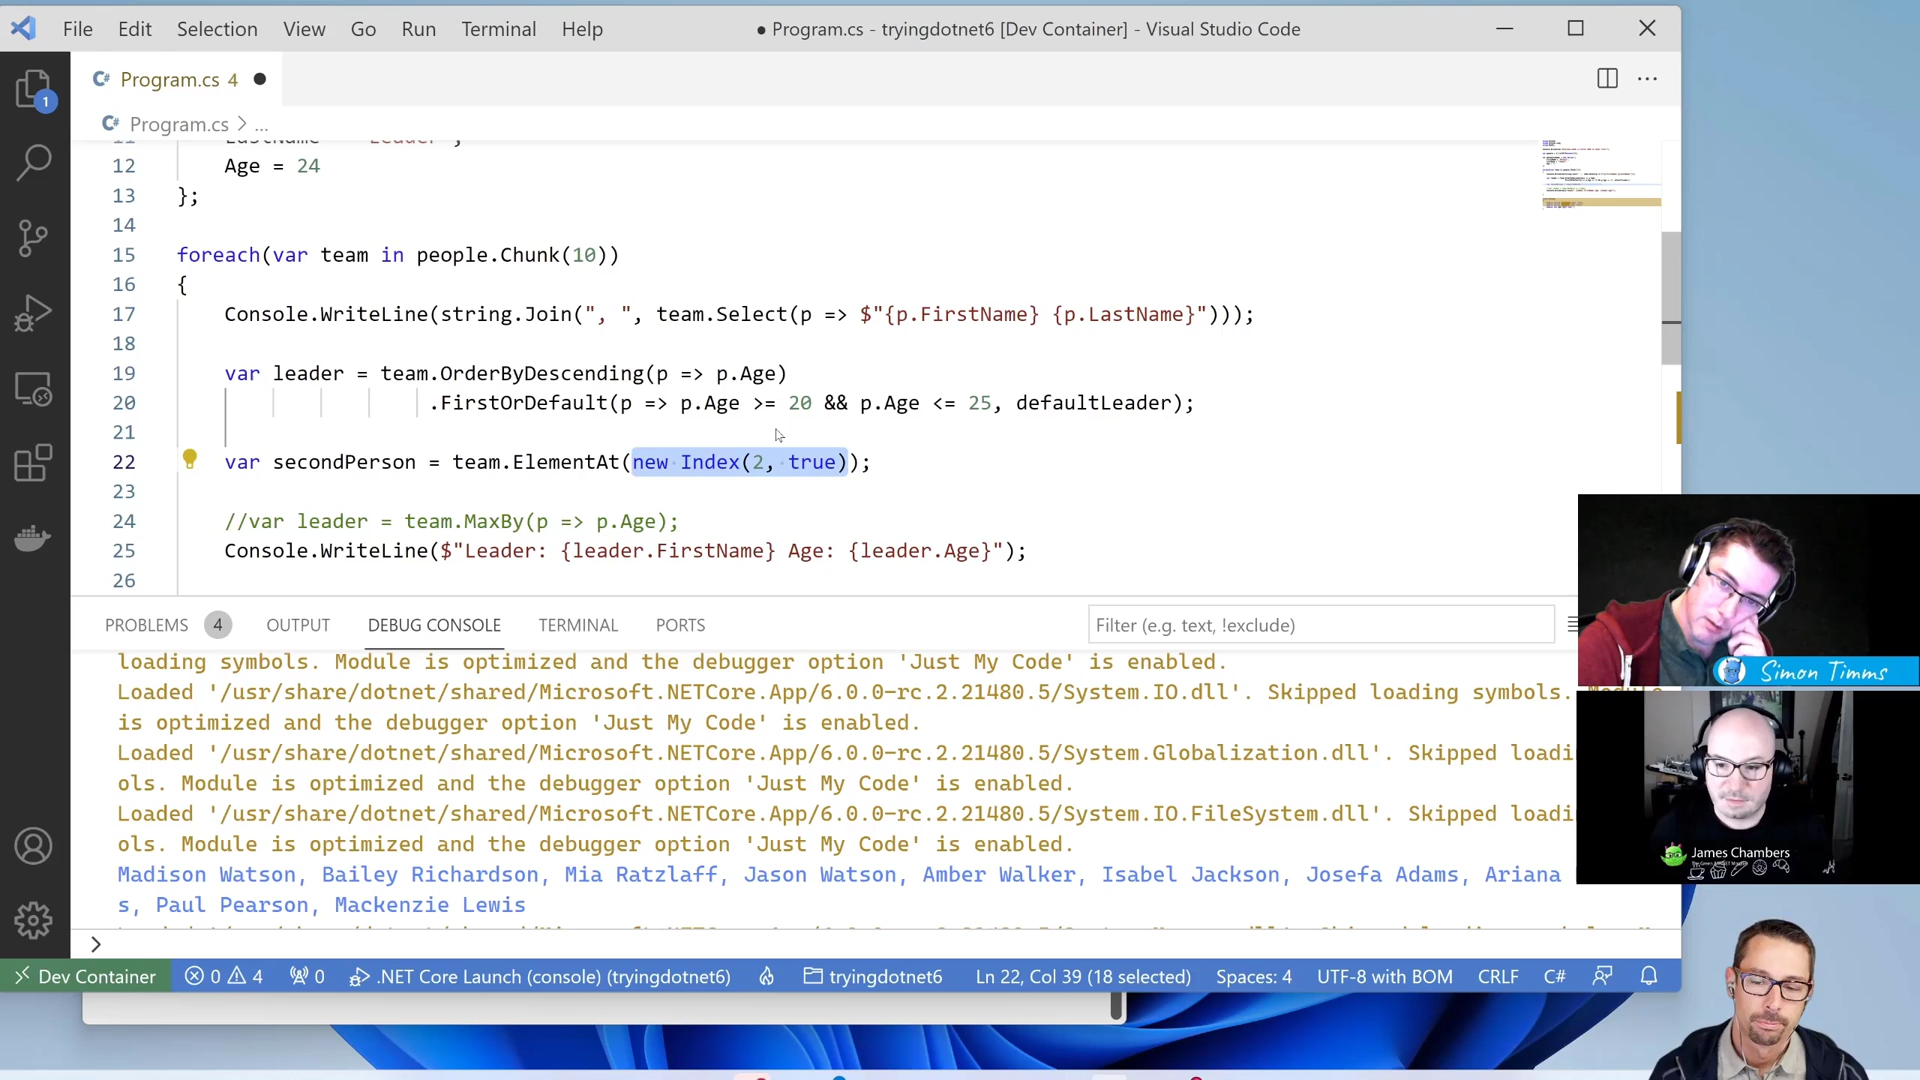 File Edit Selection View Go Run Terminal Help
● Program.cs - tryingdotnet6 [Dev Container] - Visual Studio Code
C# Program.cs 4
1
C# Program.cs > ...
12 Age = 24
13 };
14
15 foreach(var team in people.Chunk(10))
16 {
17 Console.WriteLine(string.Join(", ", team.Select(p => $"{p.FirstName} {p.LastName}")));
18
19 var leader = team.OrderByDescending(p => p.Age)
20 .FirstOrDefault(p => p.Age >= 20 && p.Age <= 25, defaultLeader);
21
22 var secondPerson = team.ElementAt(new Index(2, true));
23
24 //var leader = team.MaxBy(p => p.Age);
25 Console.WriteLine($"Leader: {leader.FirstName} Age: {leader.Age}");
26
PROBLEMS 4 OUTPUT DEBUG CONSOLE TERMINAL PORTS Filter (e.g. text, !exclude)
loading symbols. Module is optimized and the debugger option 'Just My Code' is enabled.
Loaded '/usr/share/dotnet/shared/Microsoft.NETCore.App/6.0.0-rc.2.21480.5/System.IO.dll'. Skipped loading symbols. Module
is optimized and the debugger option 'Just My Code' is enabled.
Loaded '/usr/share/dotnet/shared/Microsoft.NETCore.App/6.0.0-rc.2.21480.5/System.Globalization.dll'. Skipped loadi
ols. Module is optimized and the debugger option 'Just My Code' is enabled.
Loaded '/usr/share/dotnet/shared/Microsoft.NETCore.App/6.0.0-rc.2.21480.5/System.IO.FileSystem.dll'. Skipped loadi
ols. Module is optimized and the debugger option 'Just My Code' is enabled.
Madison Watson, Bailey Richardson, Mia Ratzlaff, Jason Watson, Amber Walker, Isabel Jackson, Josefa Adams, Ariana
s, Paul Pearson, Mackenzie Lewis
>
Dev Container 0 4 0 .NET Core Launch (console) (tryingdotnet6) tryingdotnet6 Ln 22, Col 39 (18 selected) Spaces: 4 UTF-8 with BOM CRLF C#
Simon Timms
James Chambers